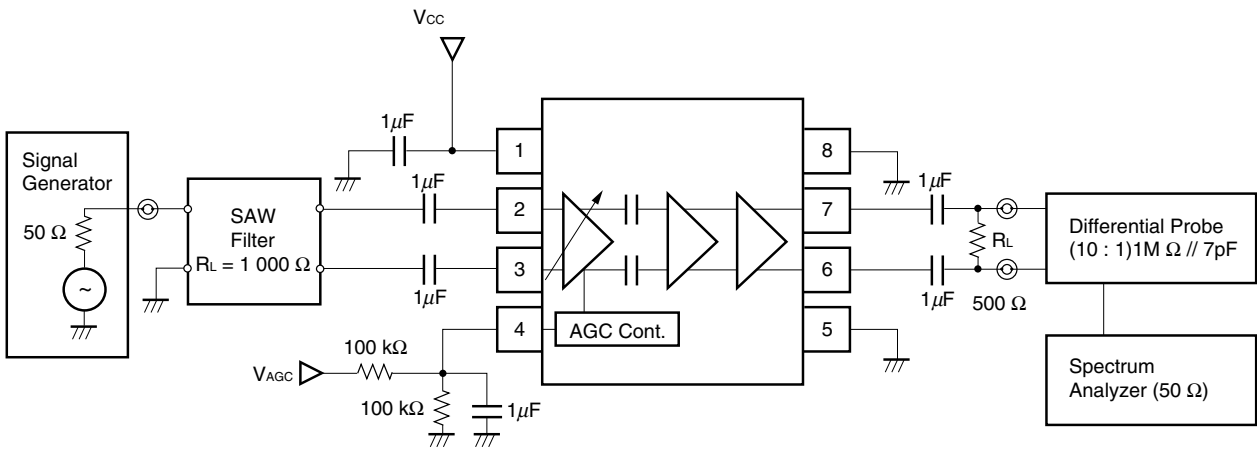 VCC
1μF
1
8
Signal
Generator
50 Ω
~
SAW
Filter
RL = 1 000 Ω
1μF
2
7
1μF
1μF
3
6
1μF
RL
500 Ω
Differential Probe
(10 : 1)1M Ω // 7pF
4
AGC Cont.
5
VAGC
100 kΩ
100 kΩ
1μF
Spectrum
Analyzer (50 Ω)